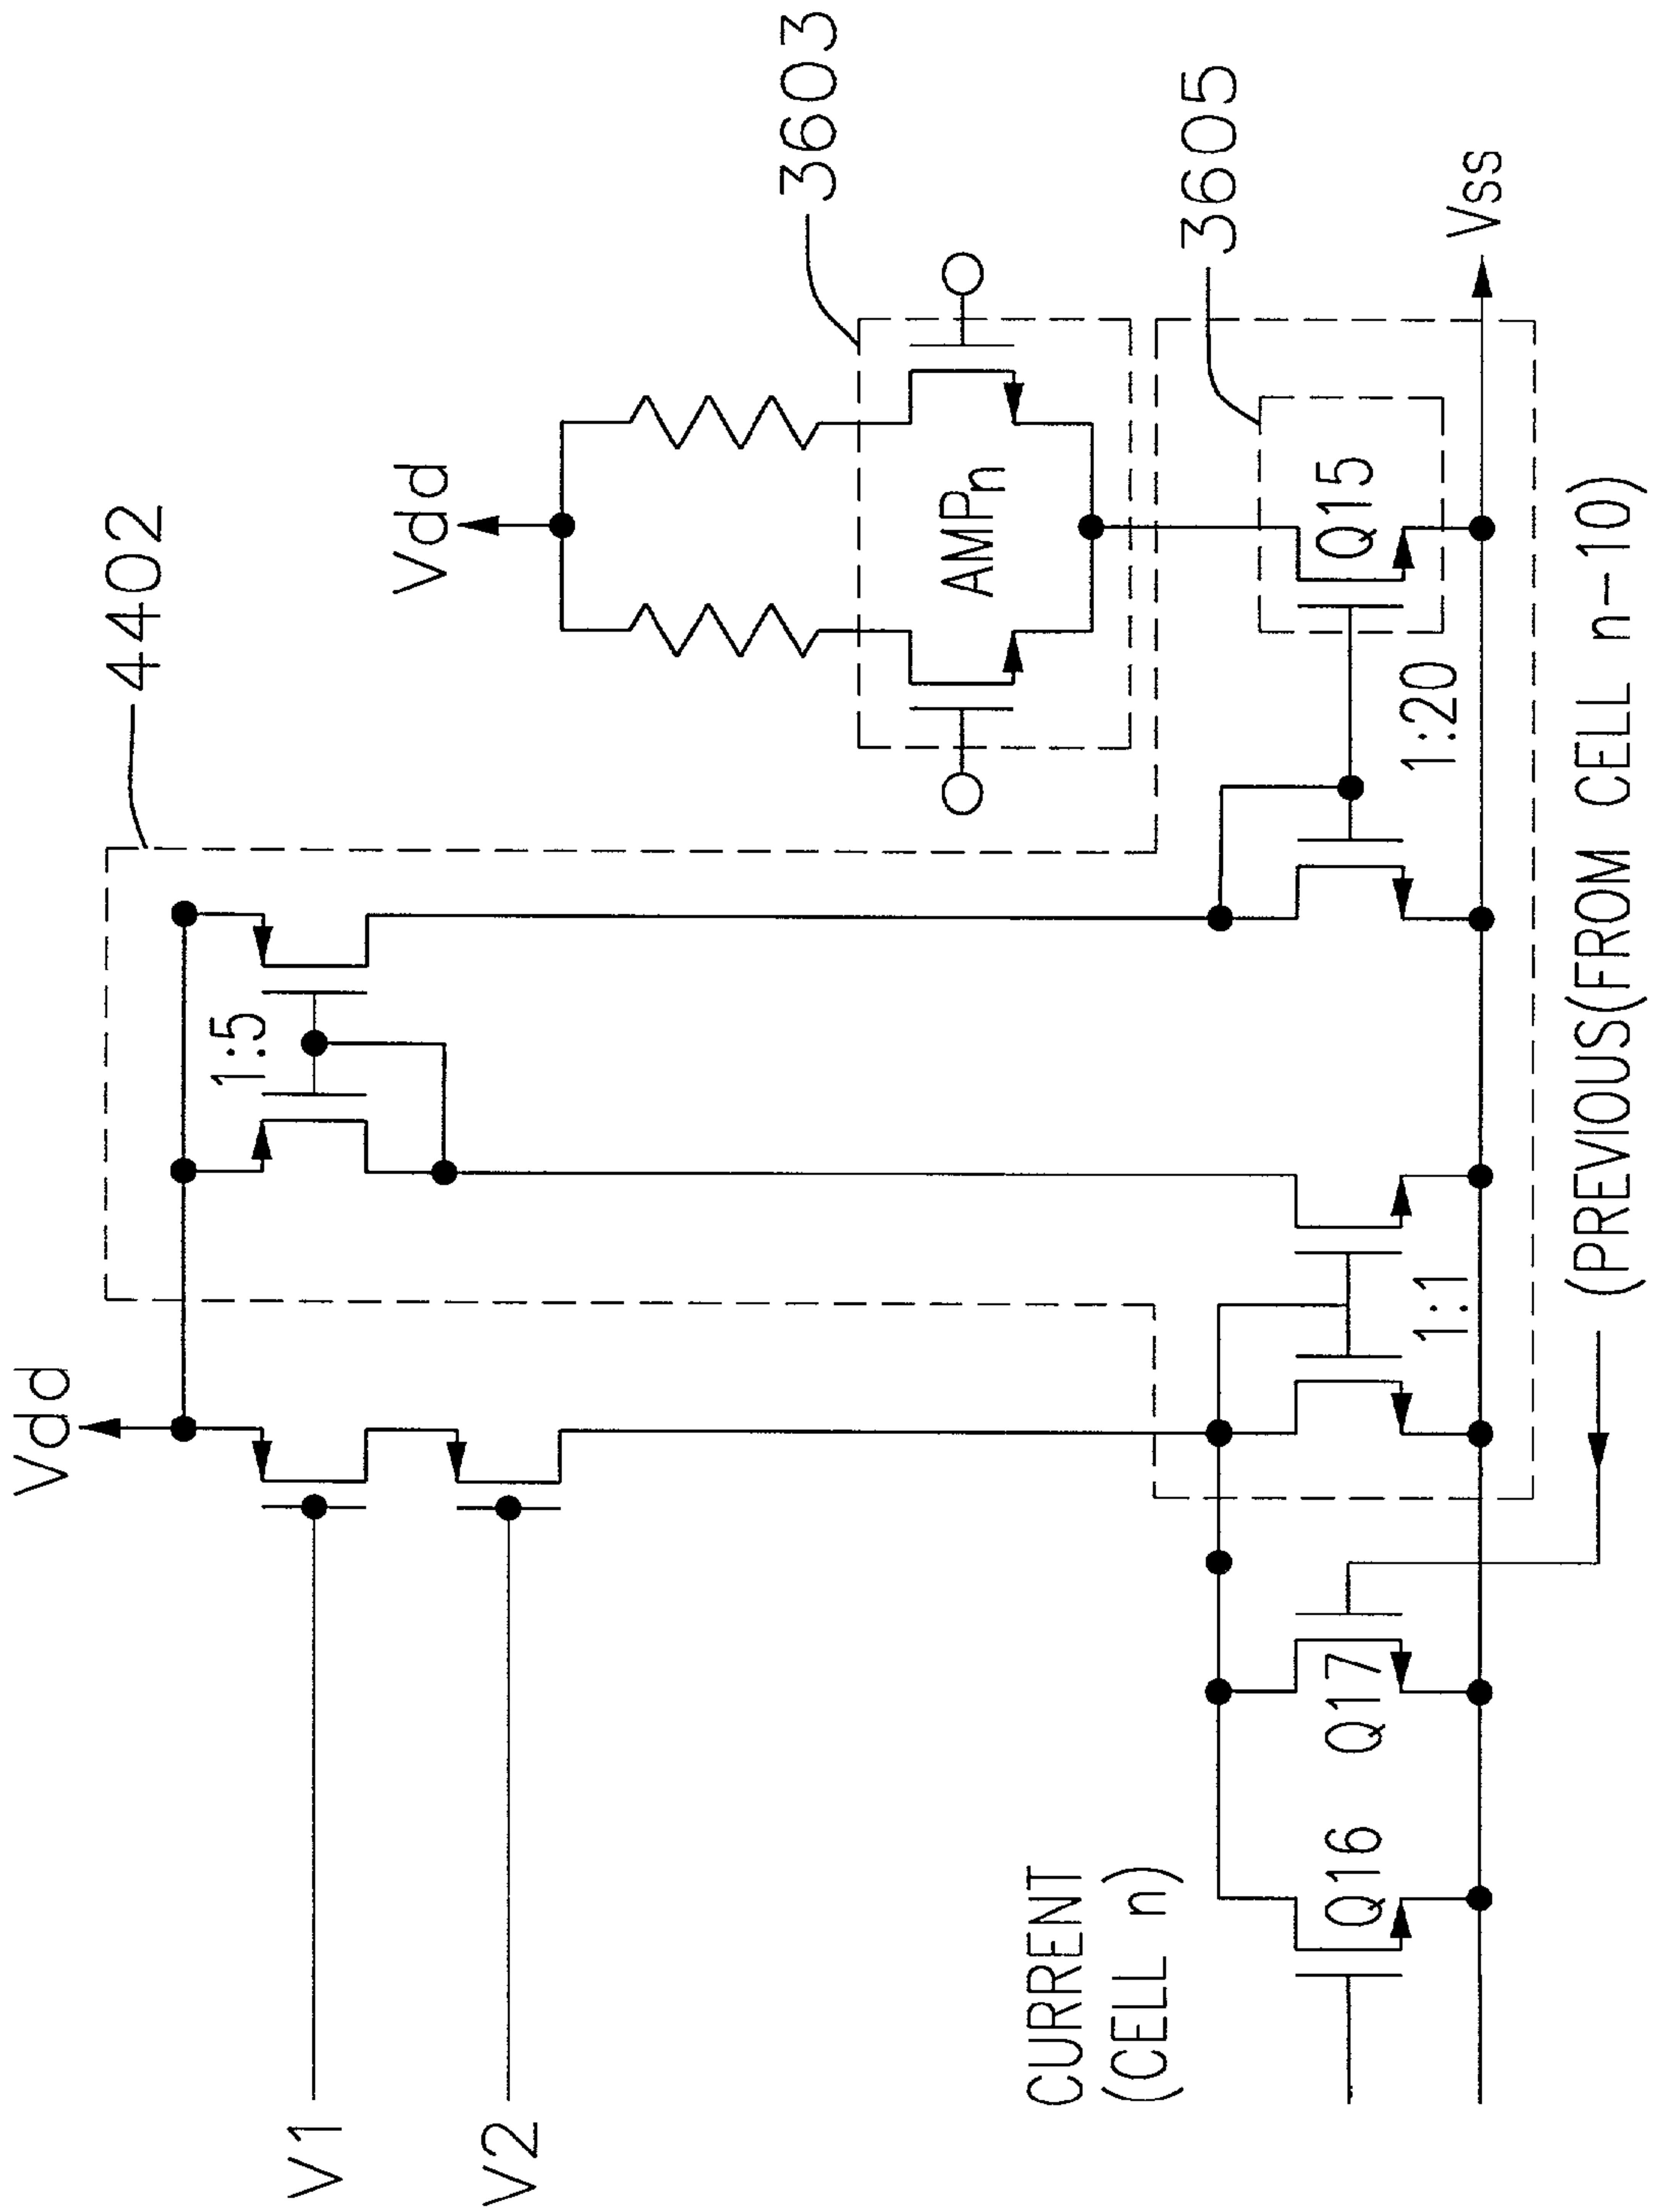 4402
Vdd
Vdd
3603
V1
V2
1:5
AMPn
3605
CURRENT
(CELL n)
Q16
Q17
1:1
1:20
Q15
Vss
(PREVIOUS(FROM CELL n-10)